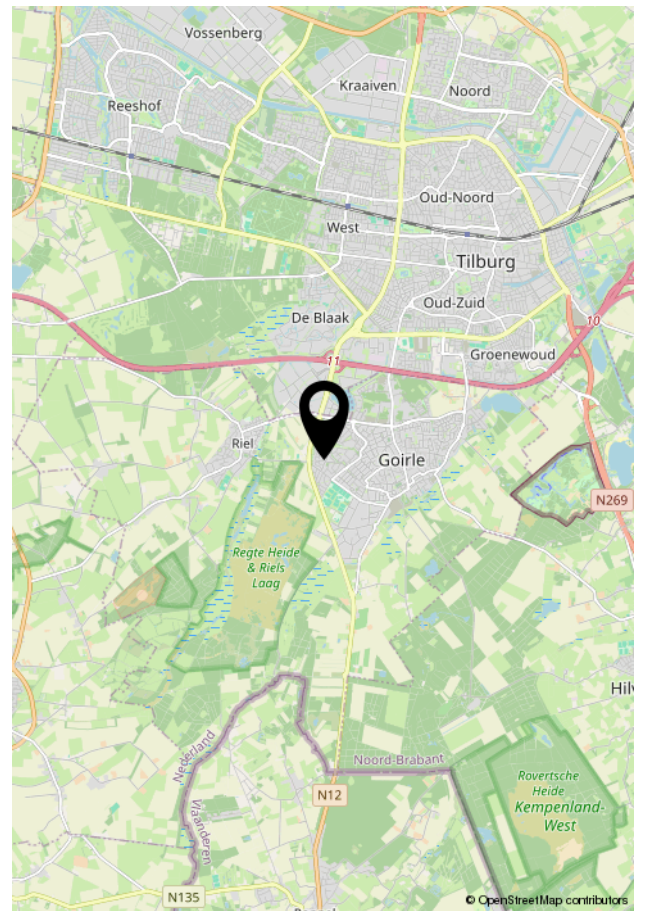 Vossenberg
Kraaiven
Noord
Reeshof
Oud-Noord
West
Tilburg
Oud-Zuid
De Blaak
10
11
Groenewoud
Riel
Goirle
N269
Regte Heide
& Riels
Laag
Hilv
Nederland
Vlaanderen
Noord-Brabant
Rovertsche
Heide
Kempenland-
West
N12
N135
© OpenStreetMap contributors